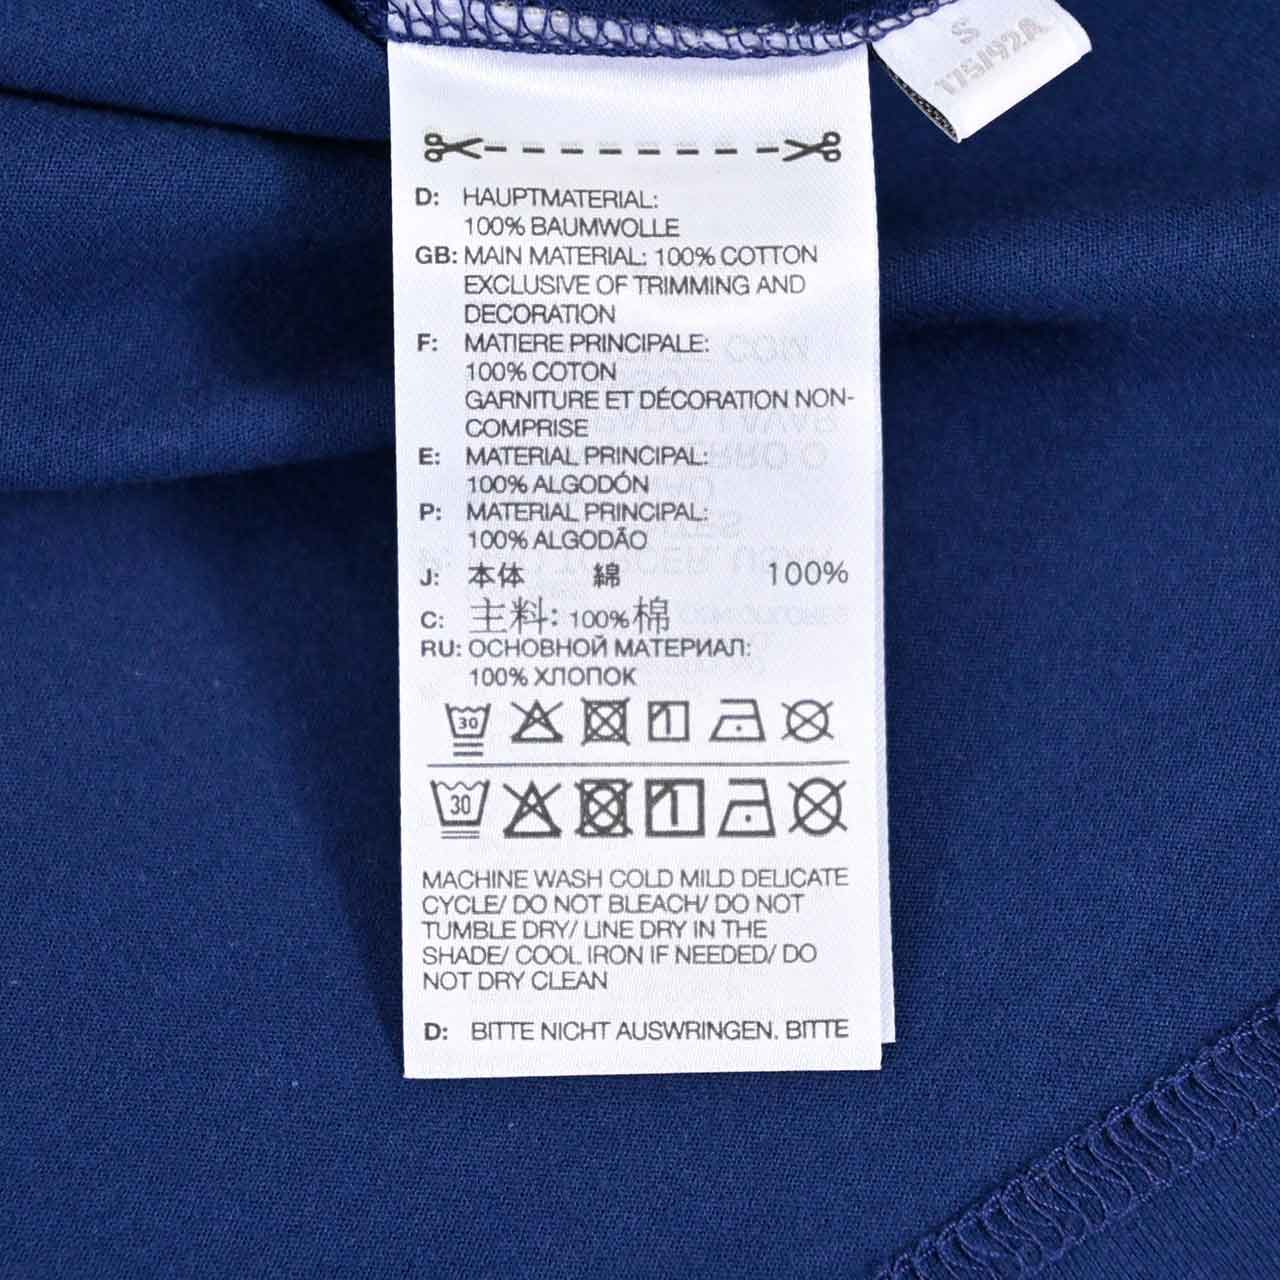 S
175/92A
D: HAUPTMATERIAL:
100% BAUMWOLLE
GB: MAIN MATERIAL: 100% COTTON
EXCLUSIVE OF TRIMMING AND
DECORATION
F: MATIERE PRINCIPALE:
100% COTON
GARNITURE ET DÉCORATION NON-
COMPRISE
E: MATERIAL PRINCIPAL:
100% ALGODÓN
P: MATERIAL PRINCIPAL:
100% ALGODÃO
J: 本体 綿 100%
C: 主料: 100%棉
RU: ОСНОВНОЙ МАТЕРИАЛ:
100% ХЛОПОК
30
30
MACHINE WASH COLD MILD DELICATE
CYCLE/ DO NOT BLEACH/ DO NOT
TUMBLE DRY/ LINE DRY IN THE
SHADE/ COOL IRON IF NEEDED/ DO
NOT DRY CLEAN
D: BITTE NICHT AUSWRINGEN. BITTE